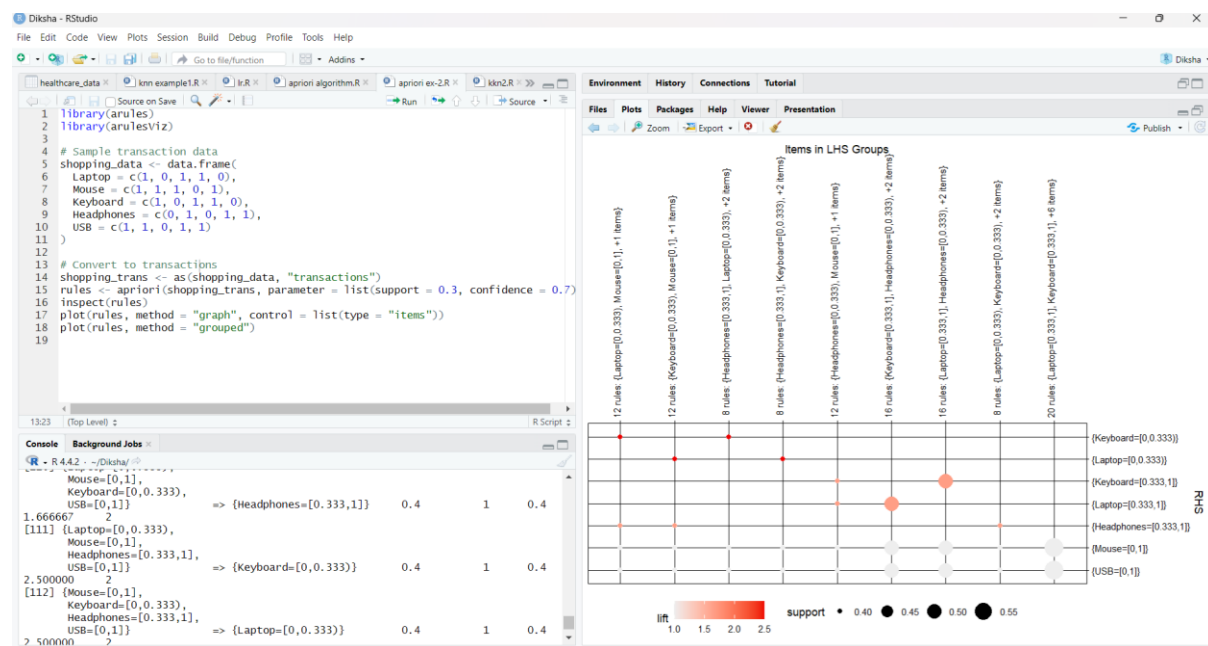 Diksha - RStudio
File Edit Code View Plots Session Build Debug Profile Tools Help
Go to file/function Addins Diksha
healthcare_data knn example1.R lr.R apriori algorithm.R apriori ex-2.R kkn2.R
Source on Save Run Source
1 library(arules)
2 library(arulesViz)
3
4 # Sample transaction data
5 shopping_data <- data.frame(
6 Laptop = c(1, 0, 1, 1, 0),
7 Mouse = c(1, 1, 1, 0, 1),
8 Keyboard = c(1, 0, 1, 1, 0),
9 Headphones = c(0, 1, 0, 1, 1),
10 USB = c(1, 1, 0, 1, 1)
11 )
12
13 # Convert to transactions
14 shopping_trans <- as(shopping_data, "transactions")
15 rules <- apriori(shopping_trans, parameter = list(support = 0.3, confidence = 0.7)
16 inspect(rules)
17 plot(rules, method = "graph", control = list(type = "items"))
18 plot(rules, method = "grouped")
19
13:23 (Top Level) R Script
Console Background Jobs
R 4.4.2 · ~/Diksha/
Mouse=[0,1],
Keyboard=[0,0.333),
USB=[0,1]} => {Headphones=[0.333,1]} 0.4 1 0.4
1.666667 2
[111] {Laptop=[0,0.333),
Mouse=[0,1],
Headphones=[0.333,1],
USB=[0,1]} => {Keyboard=[0,0.333)} 0.4 1 0.4
2.500000 2
[112] {Mouse=[0,1],
Keyboard=[0,0.333),
Headphones=[0.333,1],
USB=[0,1]} => {Laptop=[0,0.333)} 0.4 1 0.4
2.500000 2
Environment History Connections Tutorial
Files Plots Packages Help Viewer Presentation
Zoom Export Publish
Items in LHS Groups
12 rules: {Laptop=[0,0.333), Mouse=[0,1], +1 items}
12 rules: {Keyboard=[0,0.333), Mouse=[0,1], +1 items}
8 rules: {Headphones=[0.333,1], Laptop=[0,0.333), +2 items}
8 rules: {Headphones=[0.333,1], Keyboard=[0,0.333), +2 items}
12 rules: {Headphones=[0,0.333), Mouse=[0,1], +1 items}
16 rules: {Keyboard=[0.333,1], Headphones=[0,0.333), +2 items}
16 rules: {Laptop=[0.333,1], Headphones=[0,0.333), +2 items}
8 rules: {Laptop=[0,0.333), Keyboard=[0,0.333), +2 items}
20 rules: {Laptop=[0.333,1], Keyboard=[0.333,1], +6 items}
{Keyboard=[0,0.333)}
{Laptop=[0,0.333)}
{Keyboard=[0.333,1]}
{Laptop=[0.333,1]}
{Headphones=[0.333,1]}
{Mouse=[0,1]}
{USB=[0,1]}
RHS
lift 1.0 1.5 2.0 2.5
support 0.40 0.45 0.50 0.55